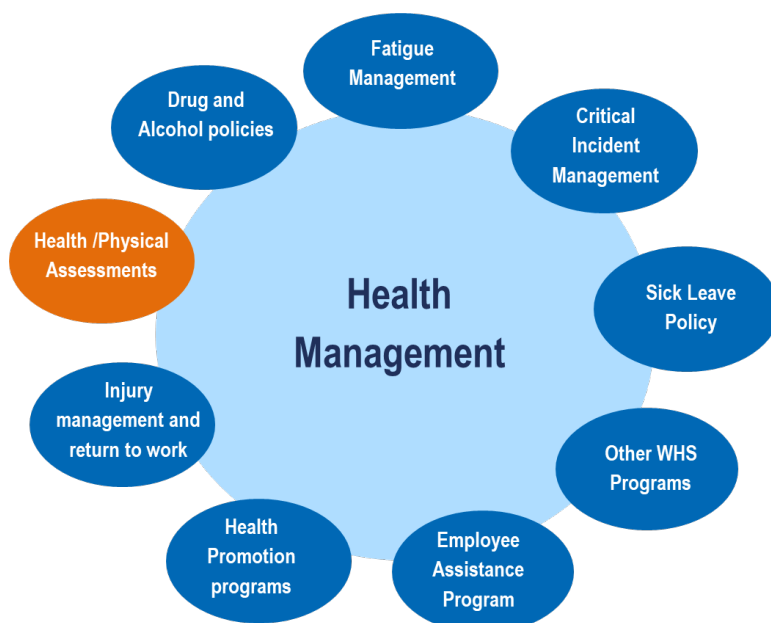 Fatigue
Management
Drug and
Alcohol policies
Critical
Incident
Management
Health /Physical
Assessments
Health
Management
Sick Leave
Policy
Injury
management and
return to work
Other WHS
Programs
Health
Promotion
programs
Employee
Assistance
Program